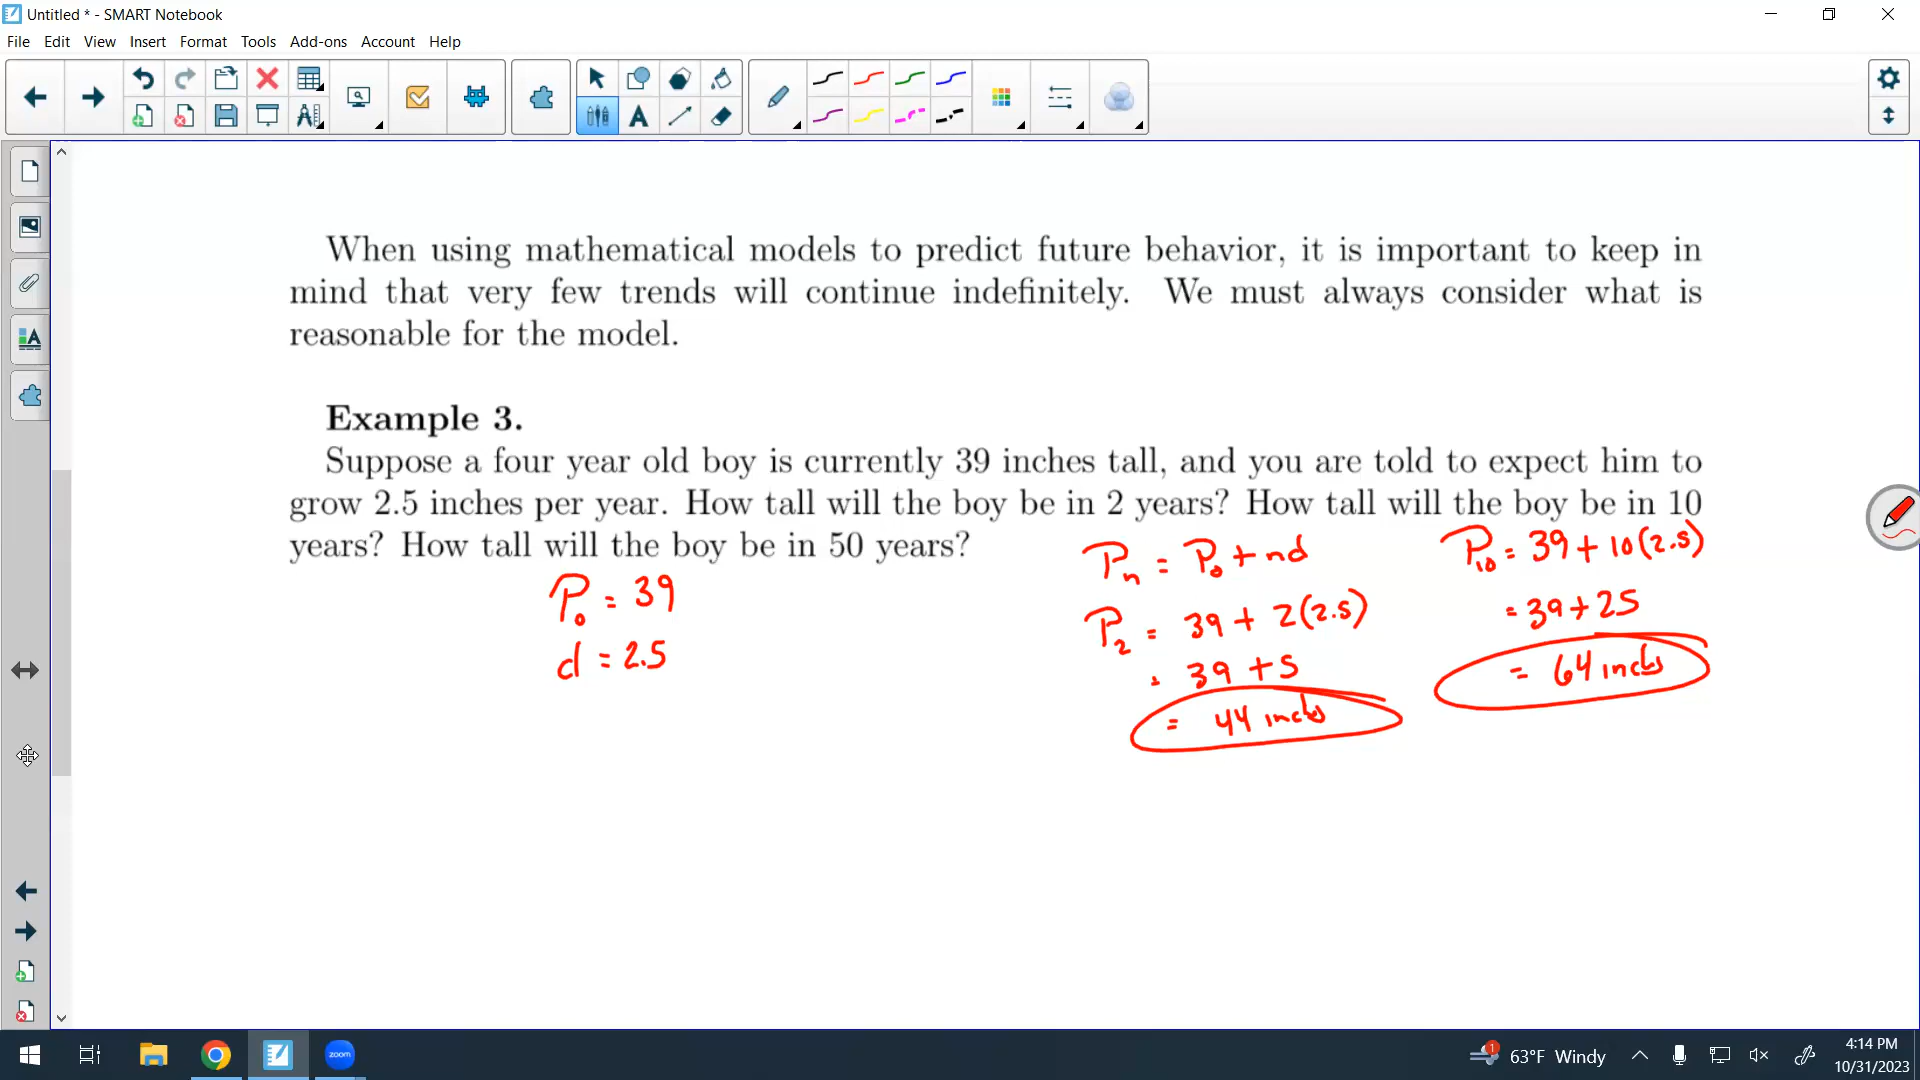 Untitled * - SMART Notebook
File Edit View Insert Format Tools Add-ons Account Help
When using mathematical models to predict future behavior, it is important to keep in
mind that very few trends will continue indefinitely. We must always consider what is
reasonable for the model.
Example 3.
Suppose a four year old boy is currently 39 inches tall, and you are told to expect him to
grow 2.5 inches per year. How tall will the boy be in 2 years? How tall will the boy be in 10
years? How tall will the boy be in 50 years?
P₀ = 39
d = 2.5
Pₙ = P₀ + nd
P₂ = 39 + 2(2.5)
= 39 + 5
= 44 inches
P₁₀ = 39 + 10(2.5)
= 39 + 25
= 64 inches
zoom
1
63°F Windy
4:14 PM
10/31/2023